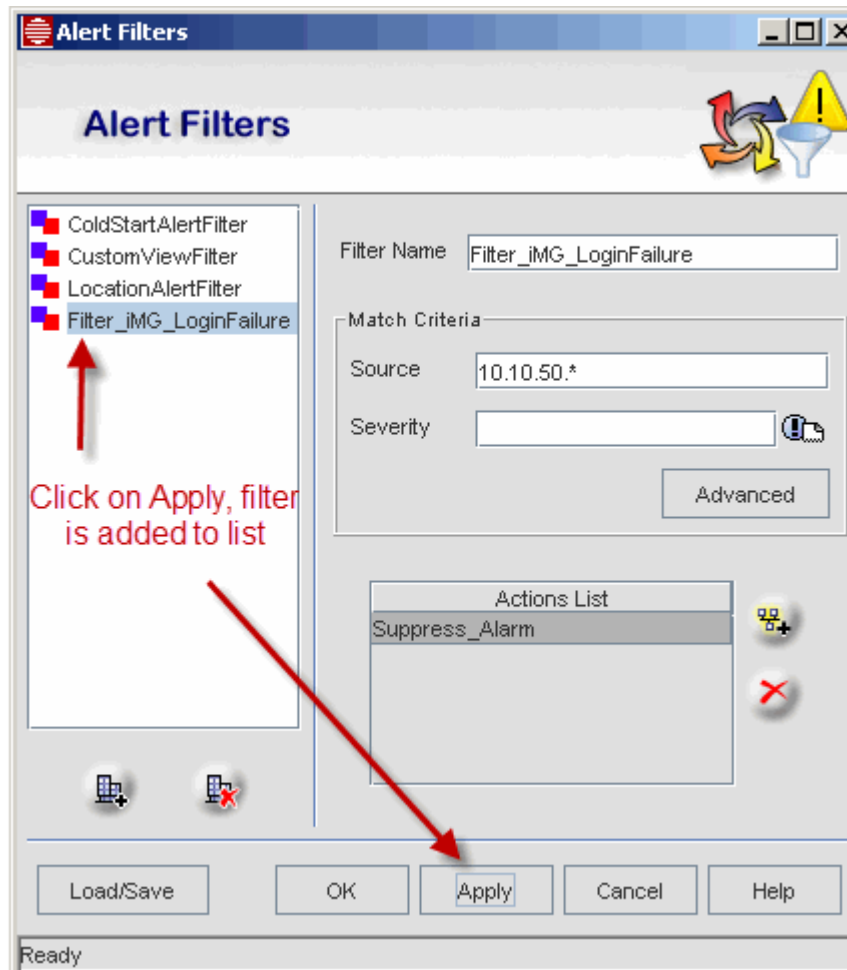 Alert Filters
Alert Filters
ColdStartAlertFilter
CustomViewFilter
LocationAlertFilter
Filter_iMG_LoginFailure
Click on Apply, filter
is added to list
Filter Name Filter_iMG_LoginFailure
Match Criteria
Source 10.10.50.*
Severity
Advanced
Actions List
Suppress_Alarm
Load/Save OK Apply Cancel Help
Ready